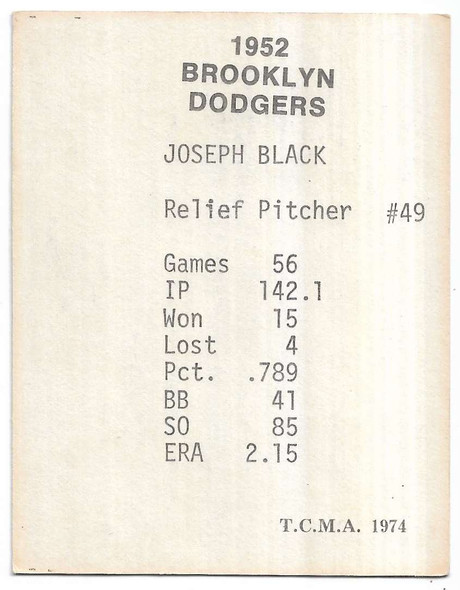 1952
BROOKLYN
DODGERS
JOSEPH BLACK
Relief Pitcher #49
Games 56
IP 142.1
Won 15
Lost 4
Pct. .789
BB 41
SO 85
ERA 2.15
T.C.M.A. 1974